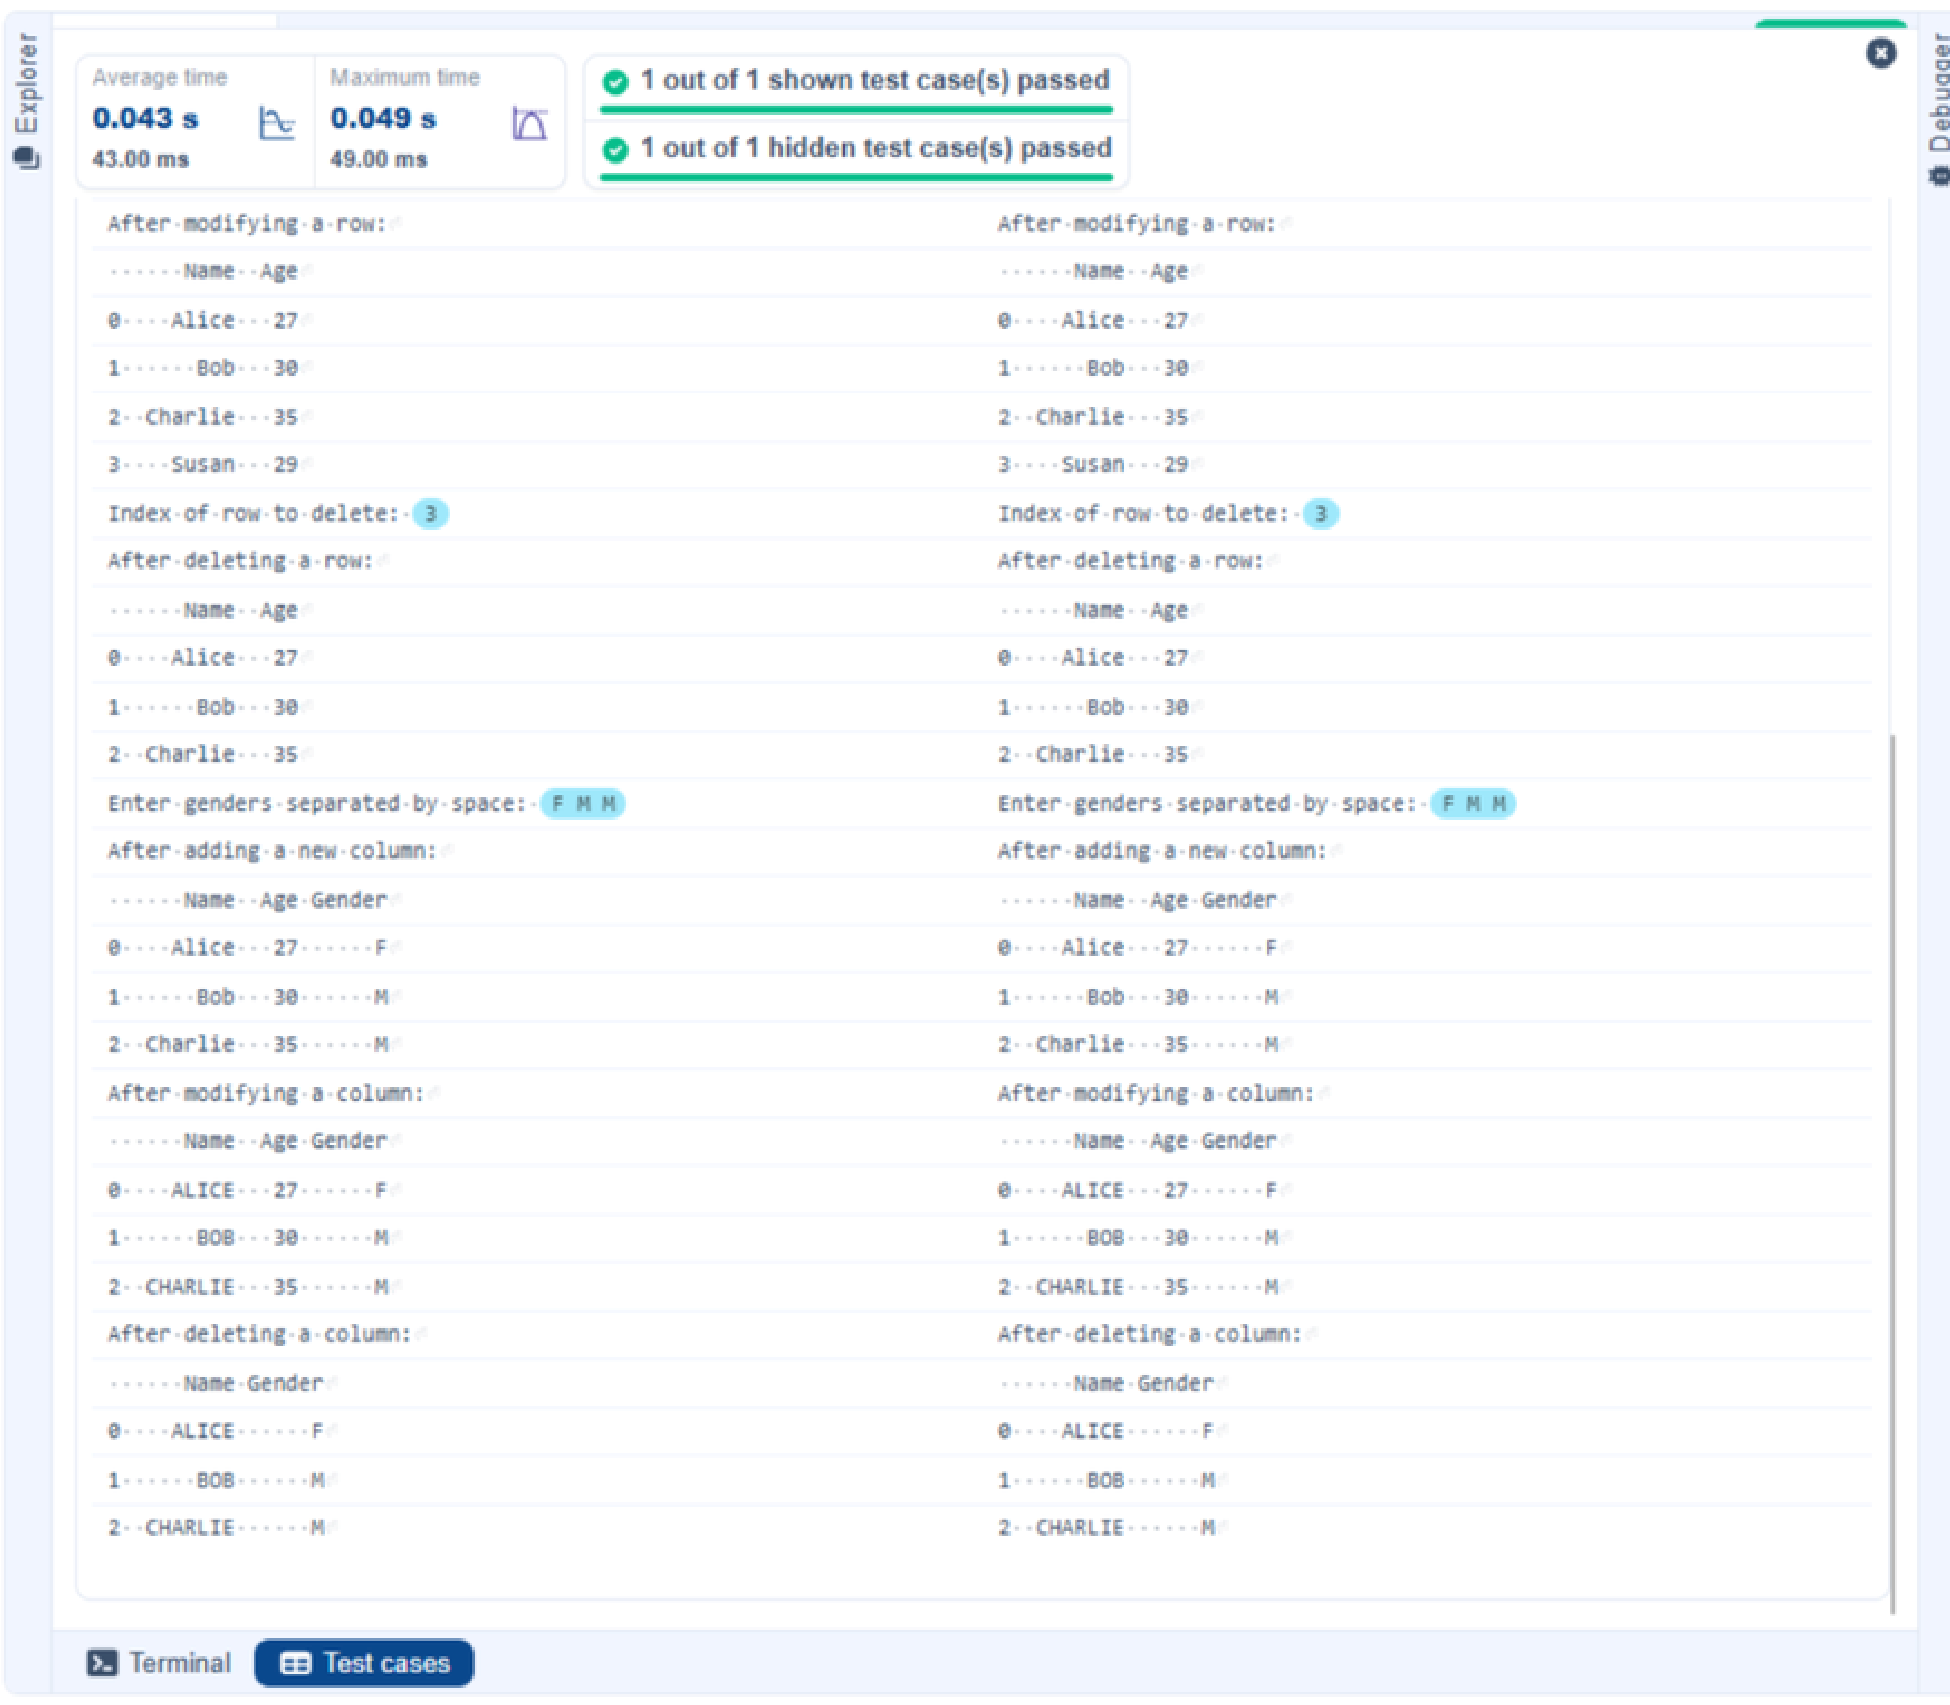 Explorer
Debugger
Average time
0.043 s
43.00 ms
Maximum time
0.049 s
49.00 ms
1 out of 1 shown test case(s) passed
1 out of 1 hidden test case(s) passed
After·modifying·a·row:
······Name··Age
0····Alice···27
1······Bob···30
2··Charlie···35
3····Susan···29
Index·of·row·to·delete:· 3
After·deleting·a·row:
······Name··Age
0····Alice···27
1······Bob···30
2··Charlie···35
Enter·genders·separated·by·space:· F M M
After·adding·a·new·column:
······Name··Age·Gender
0····Alice···27······F
1······Bob···30······M
2··Charlie···35······M
After·modifying·a·column:
······Name··Age·Gender
0····ALICE···27······F
1······BOB···30······M
2··CHARLIE···35······M
After·deleting·a·column:
······Name·Gender
0····ALICE······F
1······BOB······M
2··CHARLIE······M
After·modifying·a·row:
······Name··Age
0····Alice···27
1······Bob···30
2··Charlie···35
3····Susan···29
Index·of·row·to·delete:· 3
After·deleting·a·row:
······Name··Age
0····Alice···27
1······Bob···30
2··Charlie···35
Enter·genders·separated·by·space:· F M M
After·adding·a·new·column:
······Name··Age·Gender
0····Alice···27······F
1······Bob···30······M
2··Charlie···35······M
After·modifying·a·column:
······Name··Age·Gender
0····ALICE···27······F
1······BOB···30······M
2··CHARLIE···35······M
After·deleting·a·column:
······Name·Gender
0····ALICE······F
1······BOB······M
2··CHARLIE······M
Terminal
Test cases